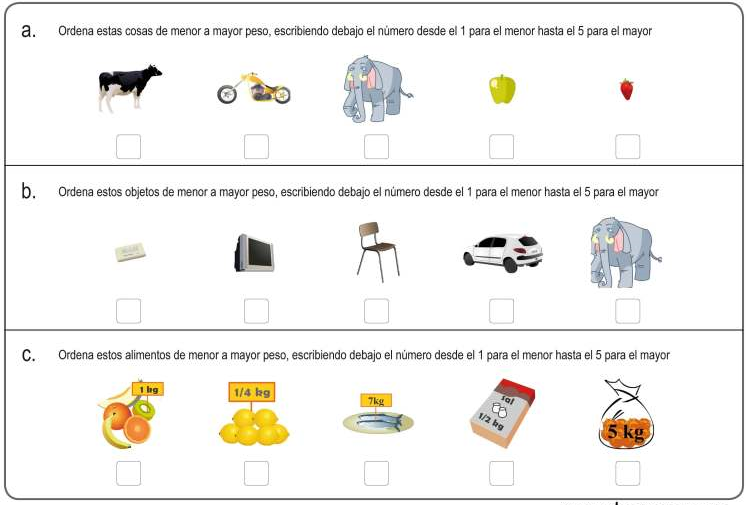 a. Ordena estas cosas de menor a mayor peso, escribiendo debajo el número desde el 1 para el menor hasta el 5 para el mayor
b. Ordena estos objetos de menor a mayor peso, escribiendo debajo el número desde el 1 para el menor hasta el 5 para el mayor
c. Ordena estos alimentos de menor a mayor peso, escribiendo debajo el número desde el 1 para el menor hasta el 5 para el mayor
1 kg
1/4 kg
7kg
sal
1/2 kg
5 kg